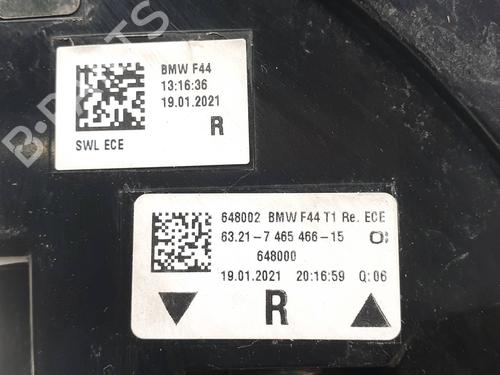 BMW F44
13:16:36
19.01.2021
R
SWL ECE
648002 BMW F44 T1 Re. ECE
63.21-7 465 466-15
648000
19.01.2021 20:16:59 Q:06
R